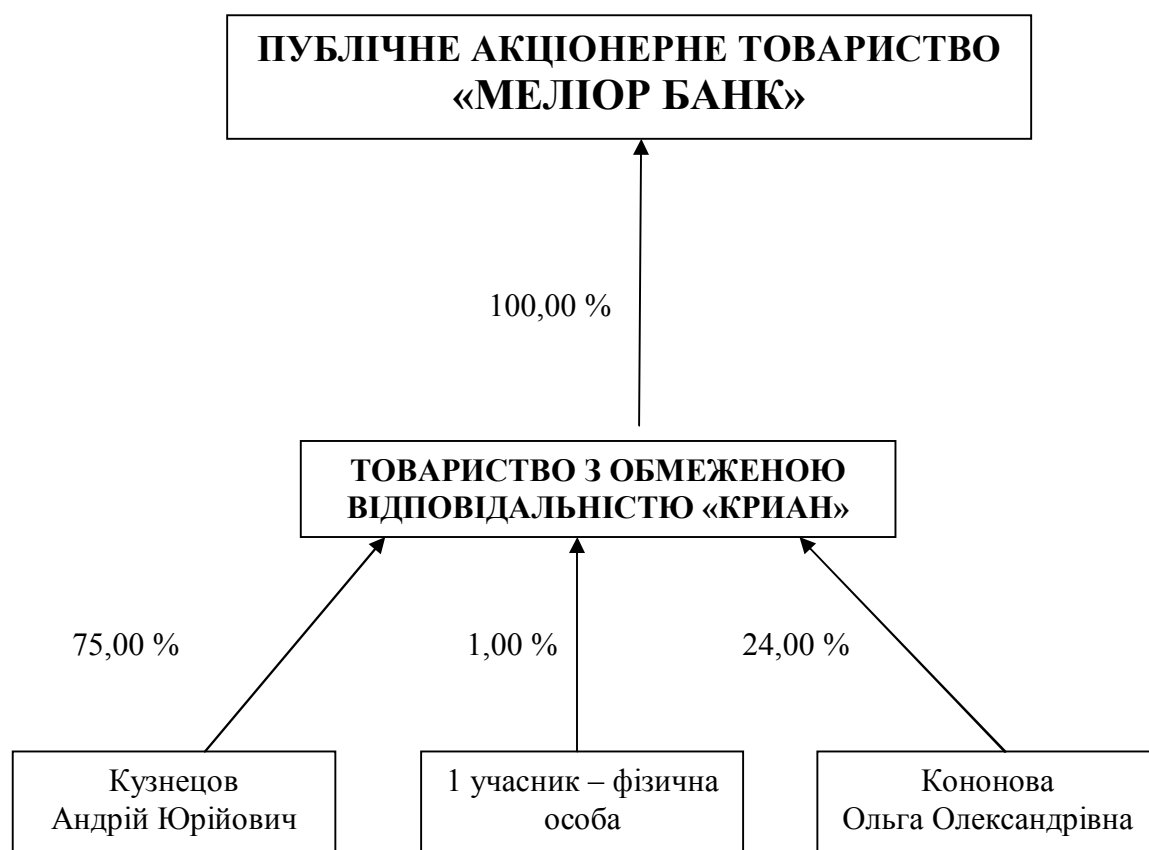 ПУБЛІЧНЕ АКЦІОНЕРНЕ ТОВАРИСТВО
«МЕЛІОР БАНК»
100,00 %
ТОВАРИСТВО З ОБМЕЖЕНОЮ
ВІДПОВІДАЛЬНІСТЮ «КРИАН»
75,00 %
1,00 %
24,00 %
Кузнецов
Андрій Юрійович
1 учасник – фізична
особа
Кононова
Ольга Олександрівна